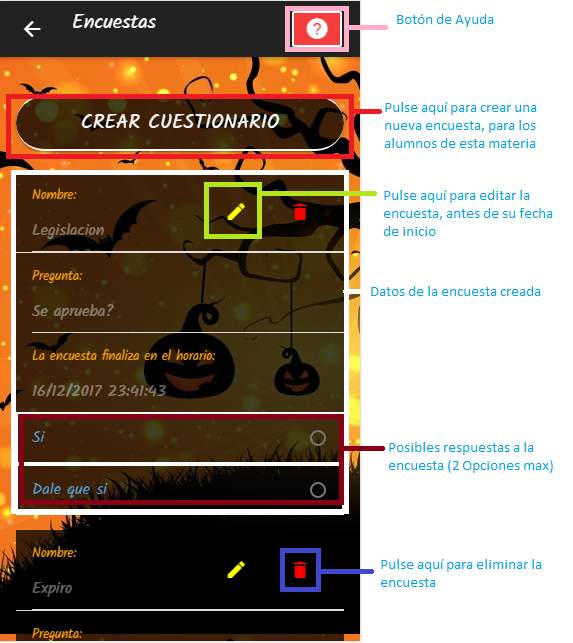 Encuestas
?
Botón de Ayuda
CREAR CUESTIONARIO
Pulse aquí para crear una
nueva encuesta, para los
alumnos de esta materia
Nombre:
Legislacion
Pulse aquí para editar la
encuesta, antes de su fecha
de inicio
Pregunta:
Se aprueba?
Datos de la encuesta creada
La encuesta finaliza en el horario:
16/12/2017 23:41:43
Si
Dale que si
Posibles respuestas a la
encuesta (2 Opciones max)
Nombre:
Expiro
Pulse aquí para eliminar la
encuesta
Pregunta: